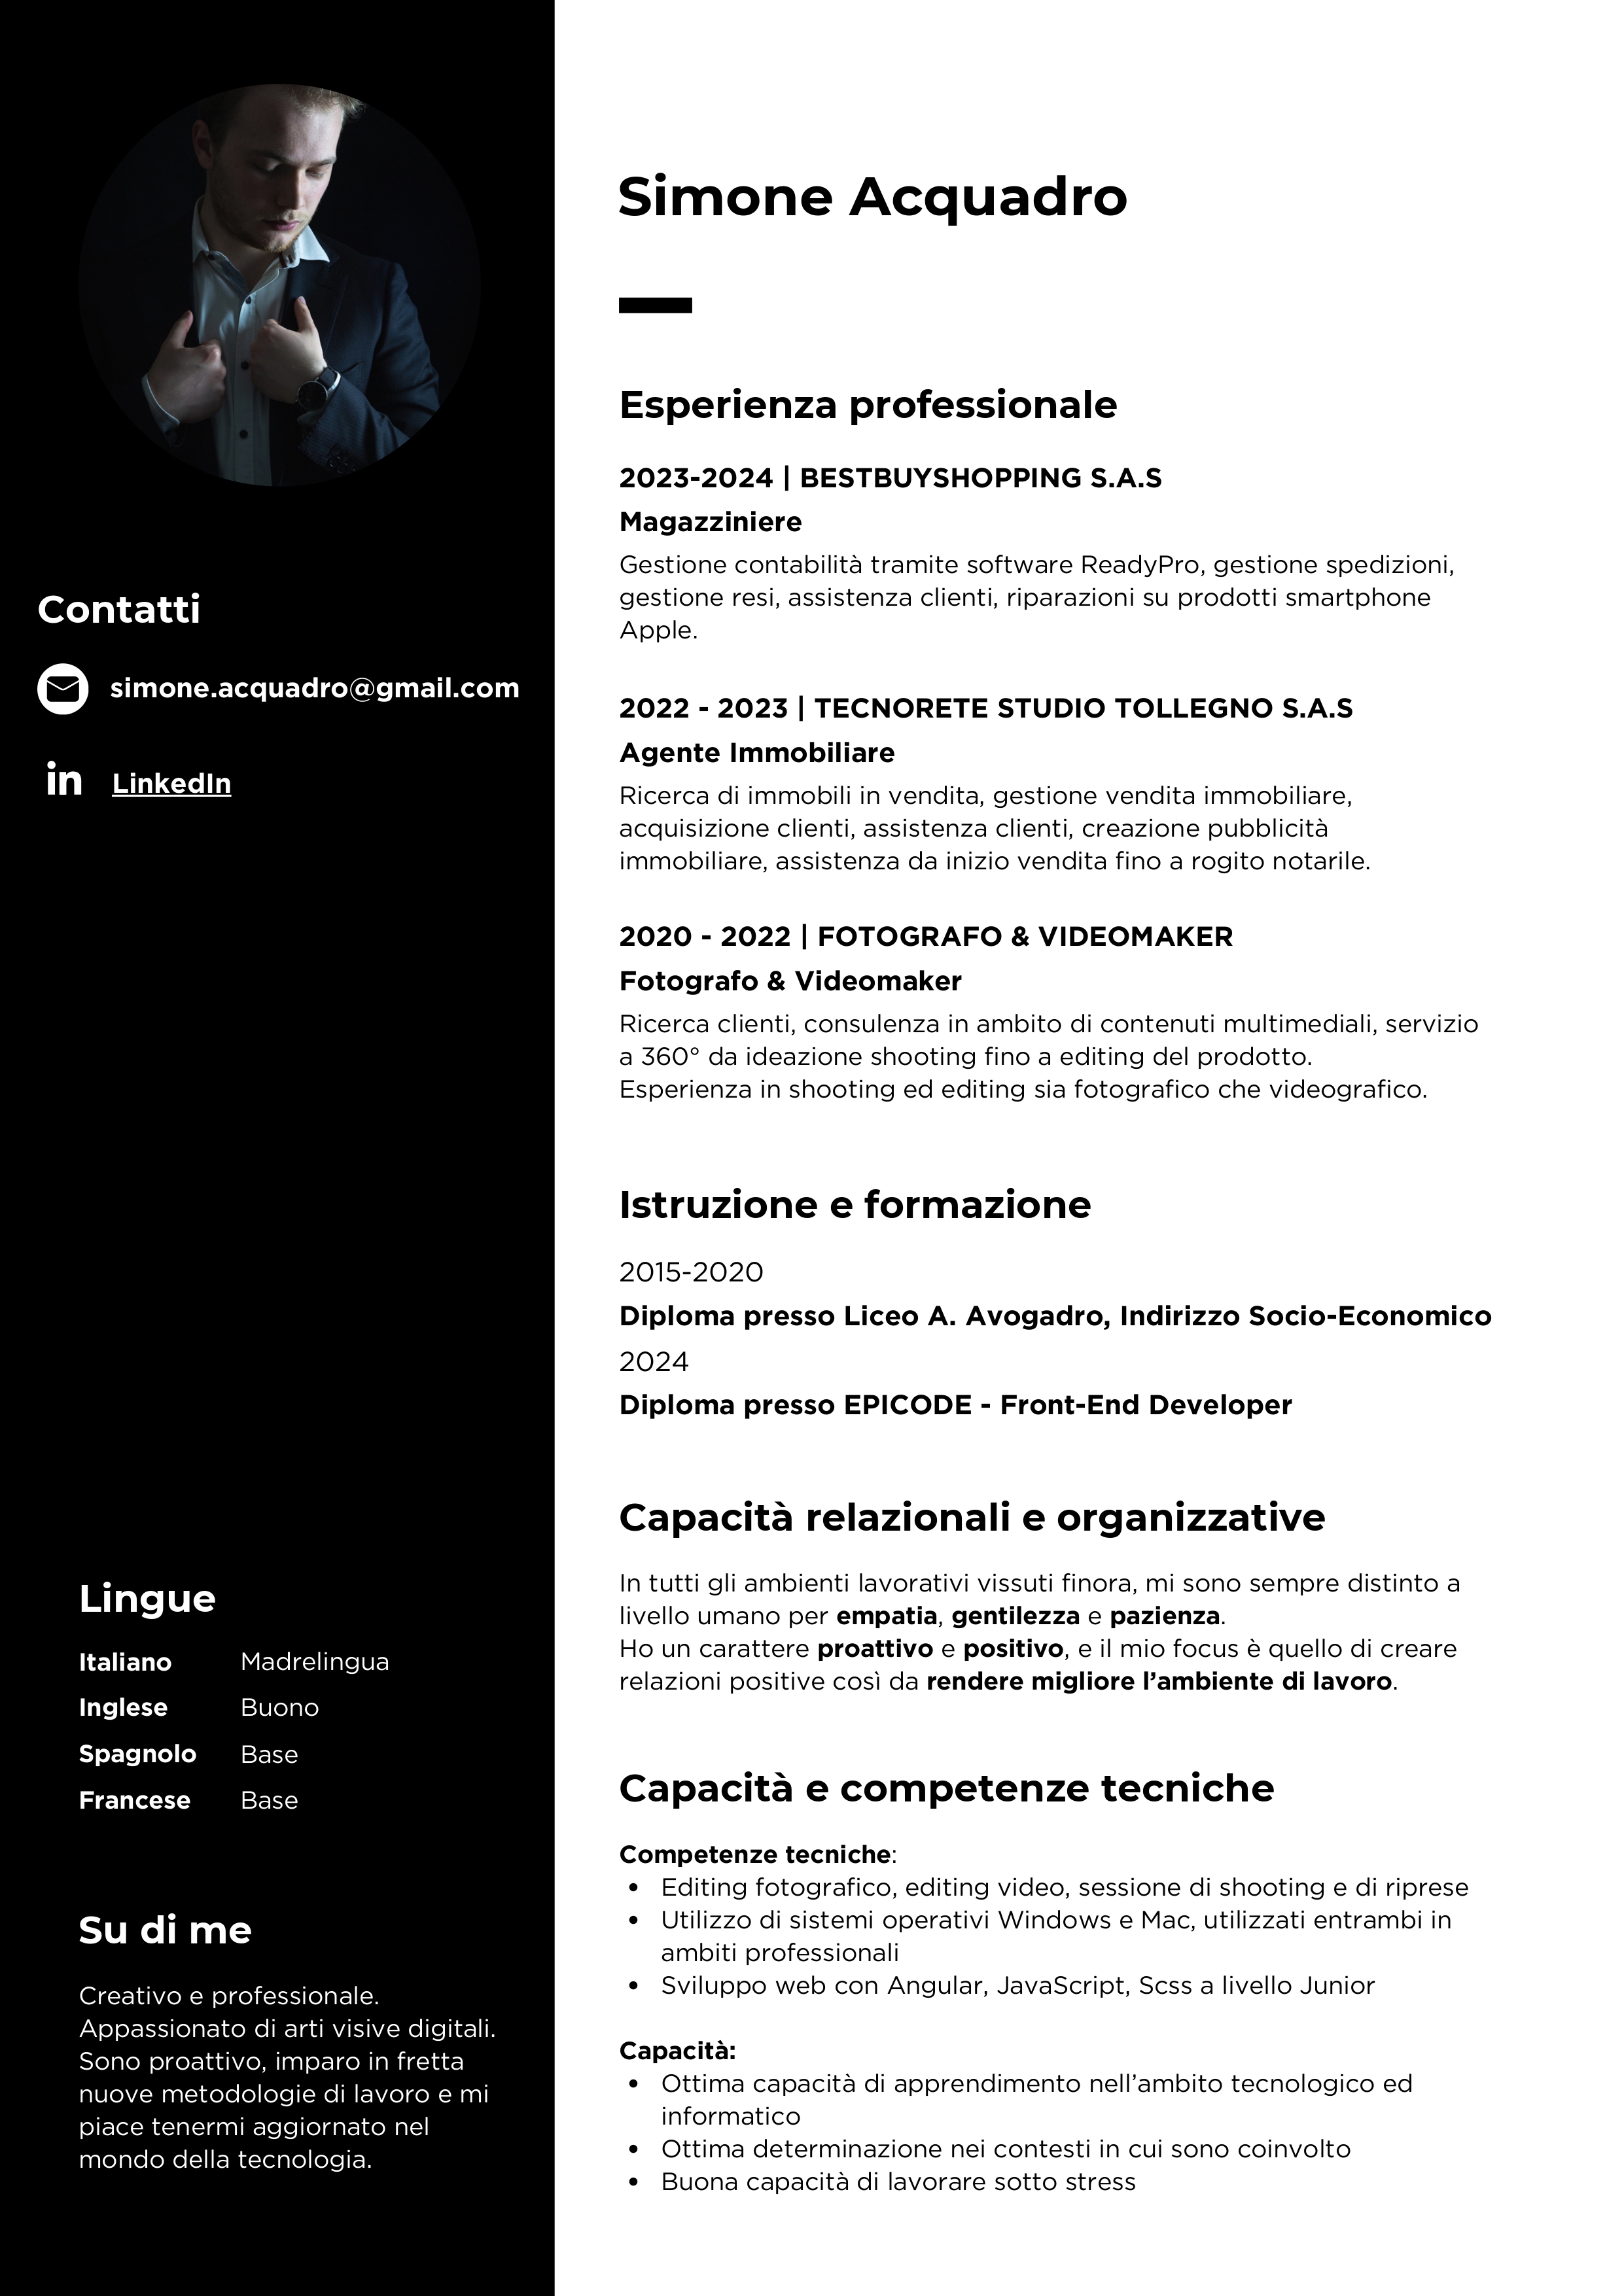 Contatti
simone.acquadro@gmail.com
in LinkedIn
Lingue
Italiano Madrelingua
Inglese Buono
Spagnolo Base
Francese Base
Su di me
Creativo e professionale.
Appassionato di arti visive digitali.
Sono proattivo, imparo in fretta
nuove metodologie di lavoro e mi
piace tenermi aggiornato nel
mondo della tecnologia.
Simone Acquadro
Esperienza professionale
2023-2024 | BESTBUYSHOPPING S.A.S
Magazziniere
Gestione contabilità tramite software ReadyPro, gestione spedizioni,
gestione resi, assistenza clienti, riparazioni su prodotti smartphone
Apple.
2022 - 2023 | TECNORETE STUDIO TOLLEGNO S.A.S
Agente Immobiliare
Ricerca di immobili in vendita, gestione vendita immobiliare,
acquisizione clienti, assistenza clienti, creazione pubblicità
immobiliare, assistenza da inizio vendita fino a rogito notarile.
2020 - 2022 | FOTOGRAFO & VIDEOMAKER
Fotografo & Videomaker
Ricerca clienti, consulenza in ambito di contenuti multimediali, servizio
a 360° da ideazione shooting fino a editing del prodotto.
Esperienza in shooting ed editing sia fotografico che videografico.
Istruzione e formazione
2015-2020
Diploma presso Liceo A. Avogadro, Indirizzo Socio-Economico
2024
Diploma presso EPICODE - Front-End Developer
Capacità relazionali e organizzative
In tutti gli ambienti lavorativi vissuti finora, mi sono sempre distinto a
livello umano per empatia, gentilezza e pazienza.
Ho un carattere proattivo e positivo, e il mio focus è quello di creare
relazioni positive così da rendere migliore l’ambiente di lavoro.
Capacità e competenze tecniche
Competenze tecniche:
• Editing fotografico, editing video, sessione di shooting e di riprese
• Utilizzo di sistemi operativi Windows e Mac, utilizzati entrambi in
ambiti professionali
• Sviluppo web con Angular, JavaScript, Scss a livello Junior
Capacità:
• Ottima capacità di apprendimento nell’ambito tecnologico ed
informatico
• Ottima determinazione nei contesti in cui sono coinvolto
• Buona capacità di lavorare sotto stress